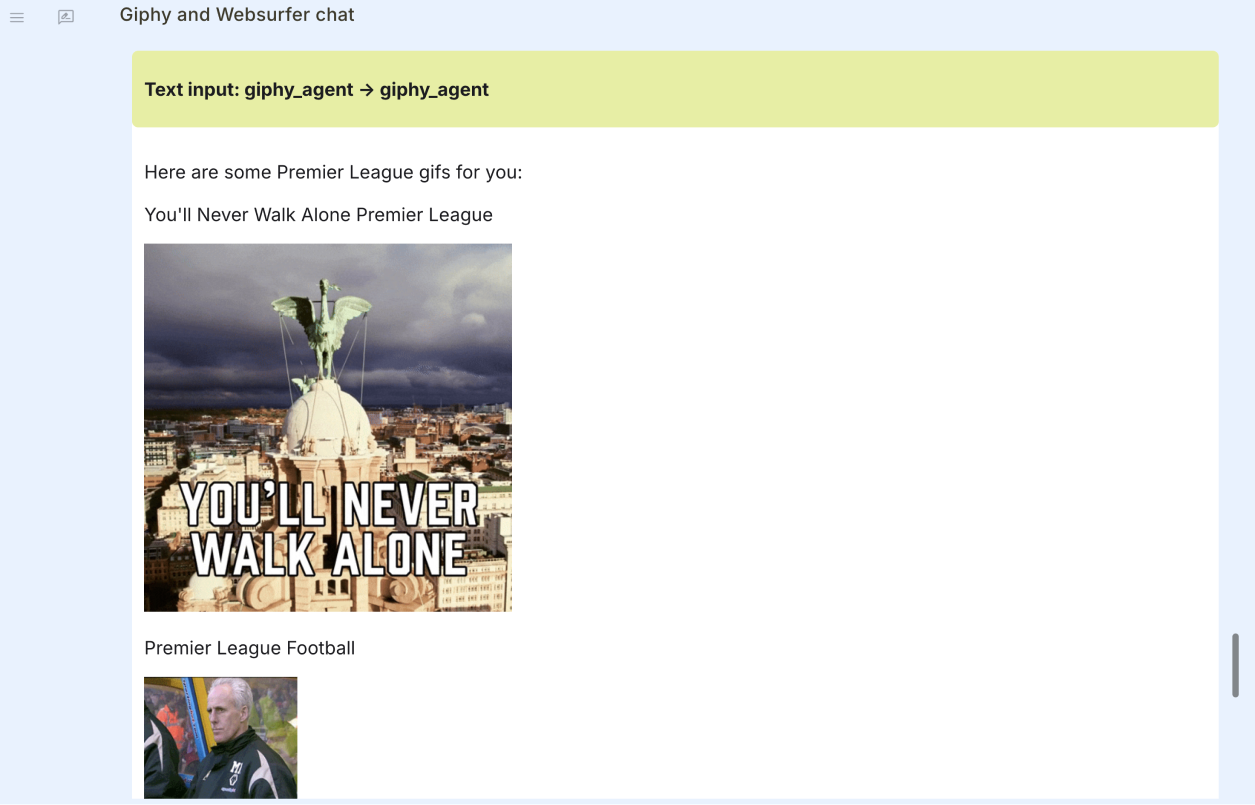 Giphy and Websurfer chat
Text input: giphy_agent → giphy_agent
Here are some Premier League gifs for you:
You'll Never Walk Alone Premier League
YOU'LL NEVER
WALK ALONE
Premier League Football